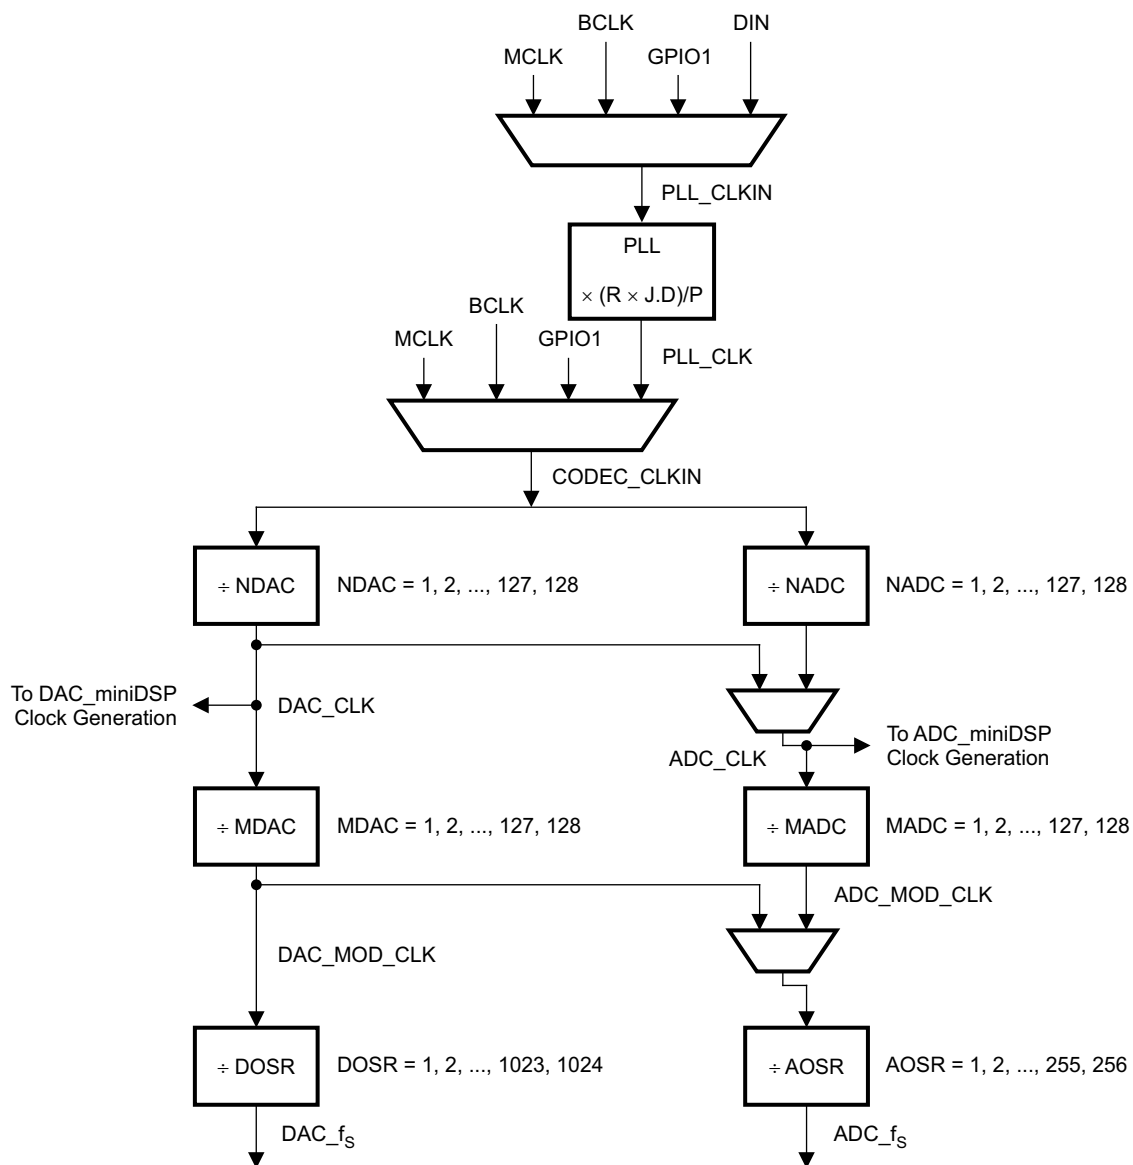 BCLK
DIN
MCLK
GPIO1
PLL_CLKIN
PLL
× (R × J.D)/P
BCLK
MCLK
GPIO1
PLL_CLK
CODEC_CLKIN
÷ NDAC
NDAC = 1, 2, ..., 127, 128
÷ NADC
NADC = 1, 2, ..., 127, 128
To DAC_miniDSP
Clock Generation
DAC_CLK
To ADC_miniDSP
Clock Generation
ADC_CLK
÷ MDAC
MDAC = 1, 2, ..., 127, 128
÷ MADC
MADC = 1, 2, ..., 127, 128
ADC_MOD_CLK
DAC_MOD_CLK
÷ DOSR
DOSR = 1, 2, ..., 1023, 1024
÷ AOSR
AOSR = 1, 2, ..., 255, 256
DAC_fS
ADC_fS